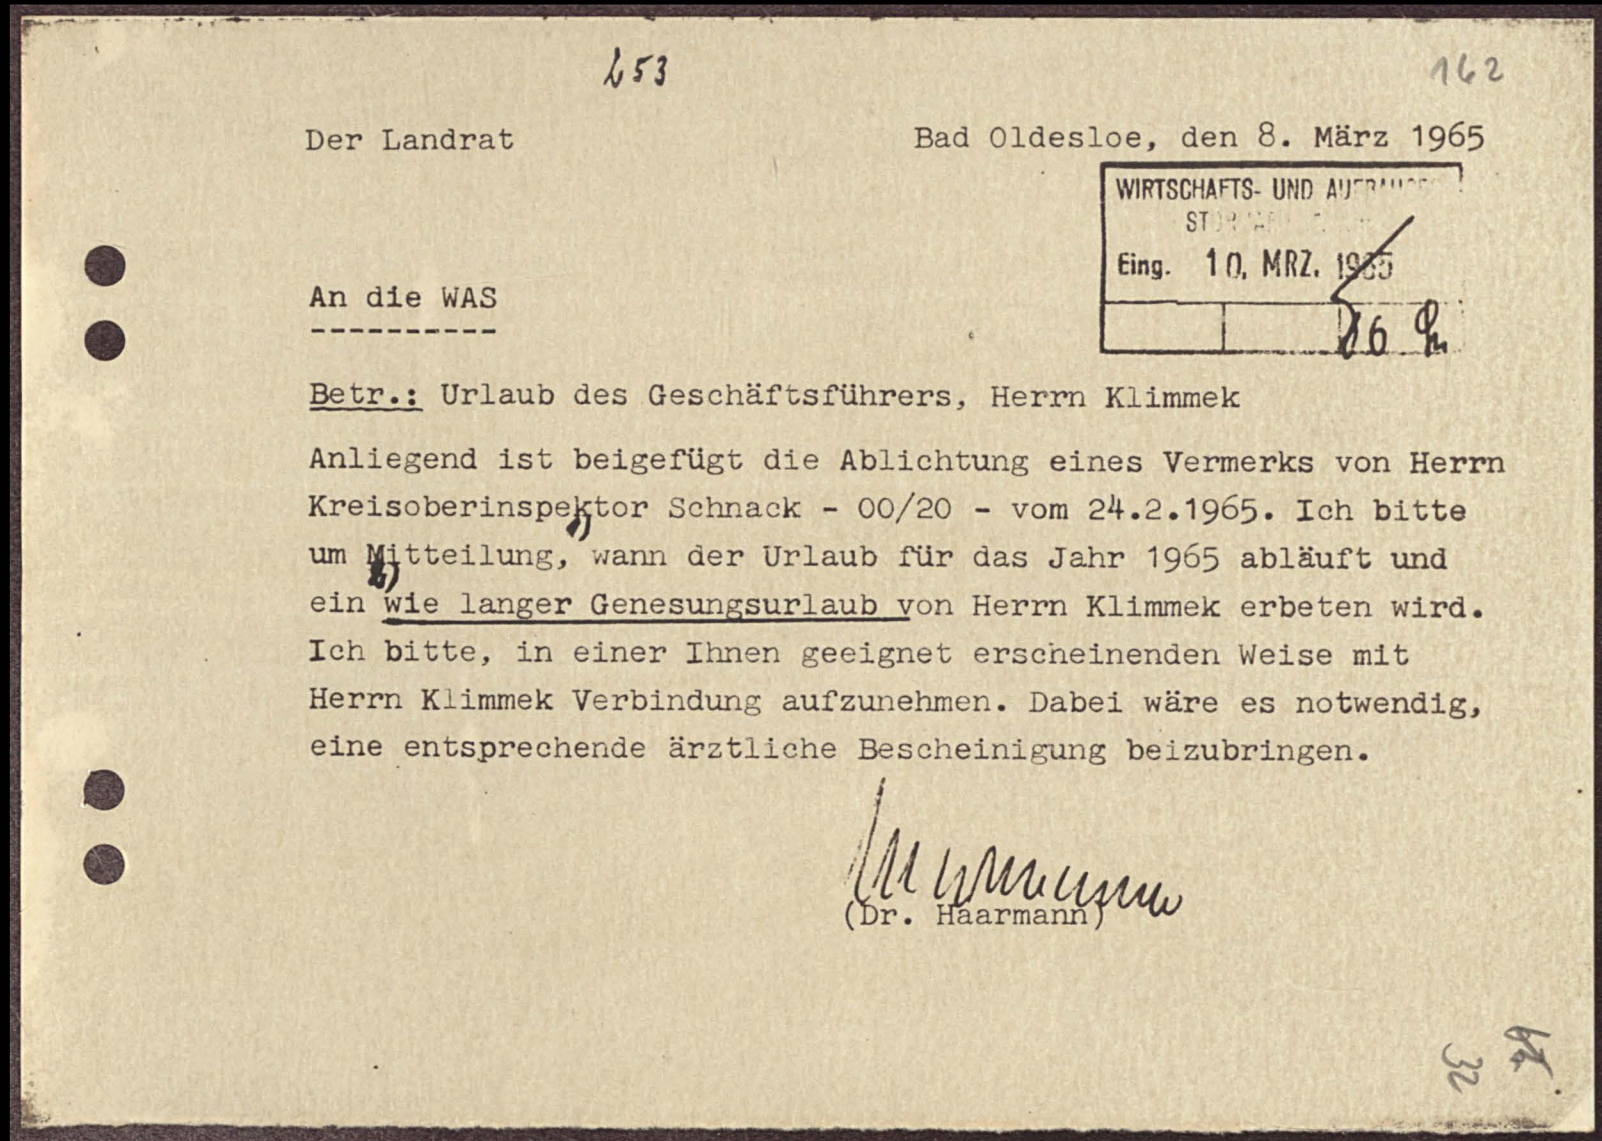 253 162
Der Landrat Bad Oldesloe, den 8. März 1965
WIRTSCHAFTS- UND
Eing. 10. MRZ. 1965
An die WAS
----------
Betr.: Urlaub des Geschäftsführers, Herrn Klimmek
Anliegend ist beigefügt die Ablichtung eines Vermerks von Herrn
Kreisoberinspektor Schnack - 00/20 - vom 24.2.1965. Ich bitte
um Mitteilung, wann der Urlaub für das Jahr 1965 abläuft und
ein wie langer Genesungsurlaub von Herrn Klimmek erbeten wird.
Ich bitte, in einer Ihnen geeignet erscheinenden Weise mit
Herrn Klimmek Verbindung aufzunehmen. Dabei wäre es notwendig,
eine entsprechende ärztliche Bescheinigung beizubringen.
(Dr. Haarmann)
32